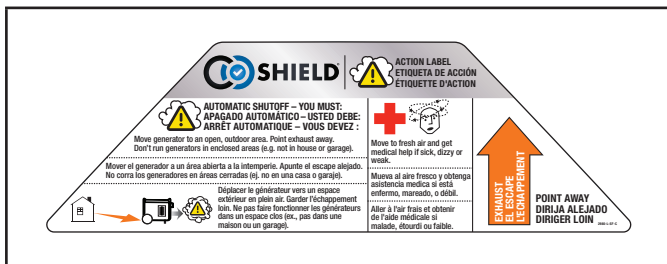 CO SHIELD®
ACTION LABEL
ETIQUETA DE ACCIÓN
ÉTIQUETTE D'ACTION
AUTOMATIC SHUTOFF – YOU MUST:
APAGADO AUTOMÁTICO – USTED DEBE:
ARRÊT AUTOMATIQUE – VOUS DEVEZ :
Move generator to an open, outdoor area. Point exhaust away.
Don't run generators in enclosed areas (e.g. not in house or garage).
Mover el generador a un área abierta a la intemperie. Apunte el escape alejado.
No corra los generadores en áreas cerradas (ej. no en una casa o garaje).
Déplacer le générateur vers un espace
extérieur en plein air. Garder l'échappement
loin. Ne pas faire fonctionner les générateurs
dans un espace clos (ex., pas dans une
maison ou un garage).
Move to fresh air and get
medical help if sick, dizzy or
weak.
Mueva al aire fresco y obtenga
asistencia medica si está
enfermo, mareado, o débil.
Aller à l'air frais et obtenir
de l'aide médicale si
malade, étourdi ou faible.
EXHAUST
EL ESCAPE
L'ÉCHAPPEMENT
POINT AWAY
DIRIJA ALEJADO
DIRIGER LOIN